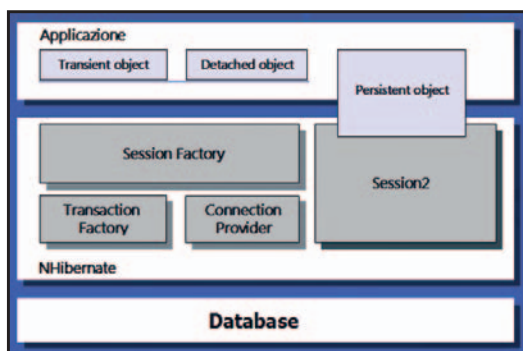 Applicazione
Transient object
Detached object
Persistent object
Session Factory
Session2
Transaction
Factory
Connection
Provider
NHibernate
Database